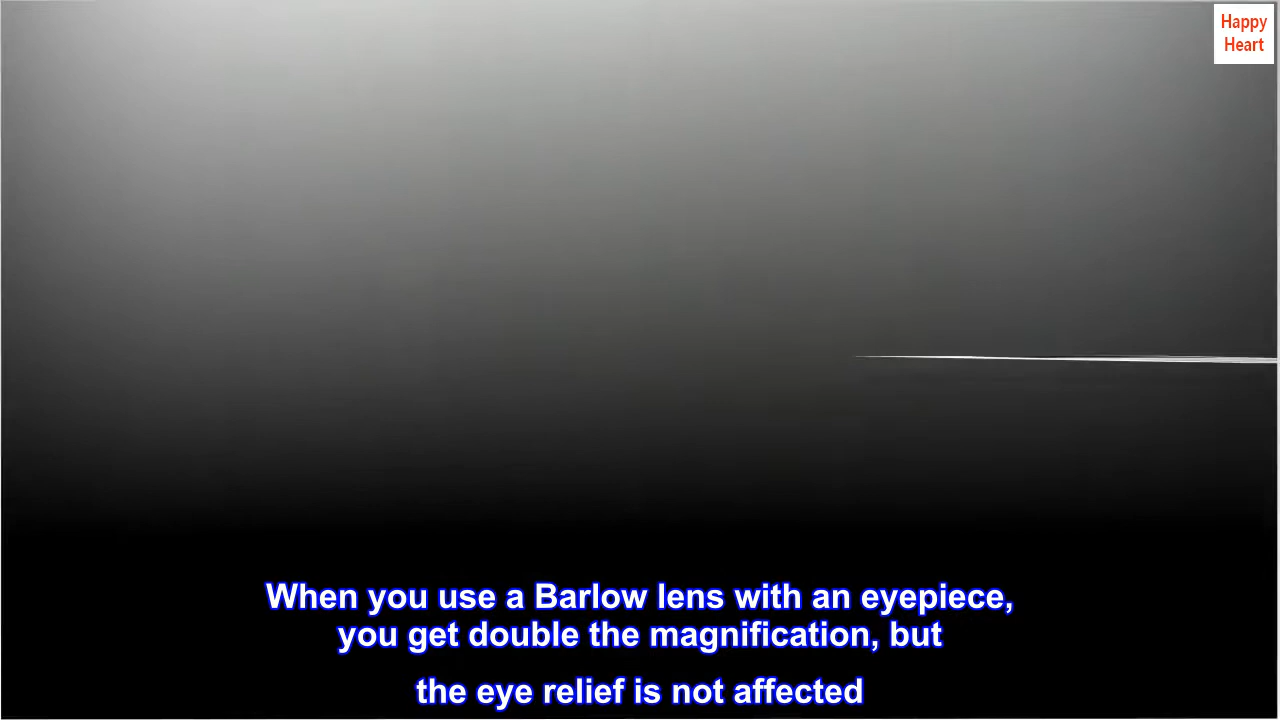 Happy
Heart
When you use a Barlow lens with an eyepiece,
you get double the magnification, but
the eye relief is not affected